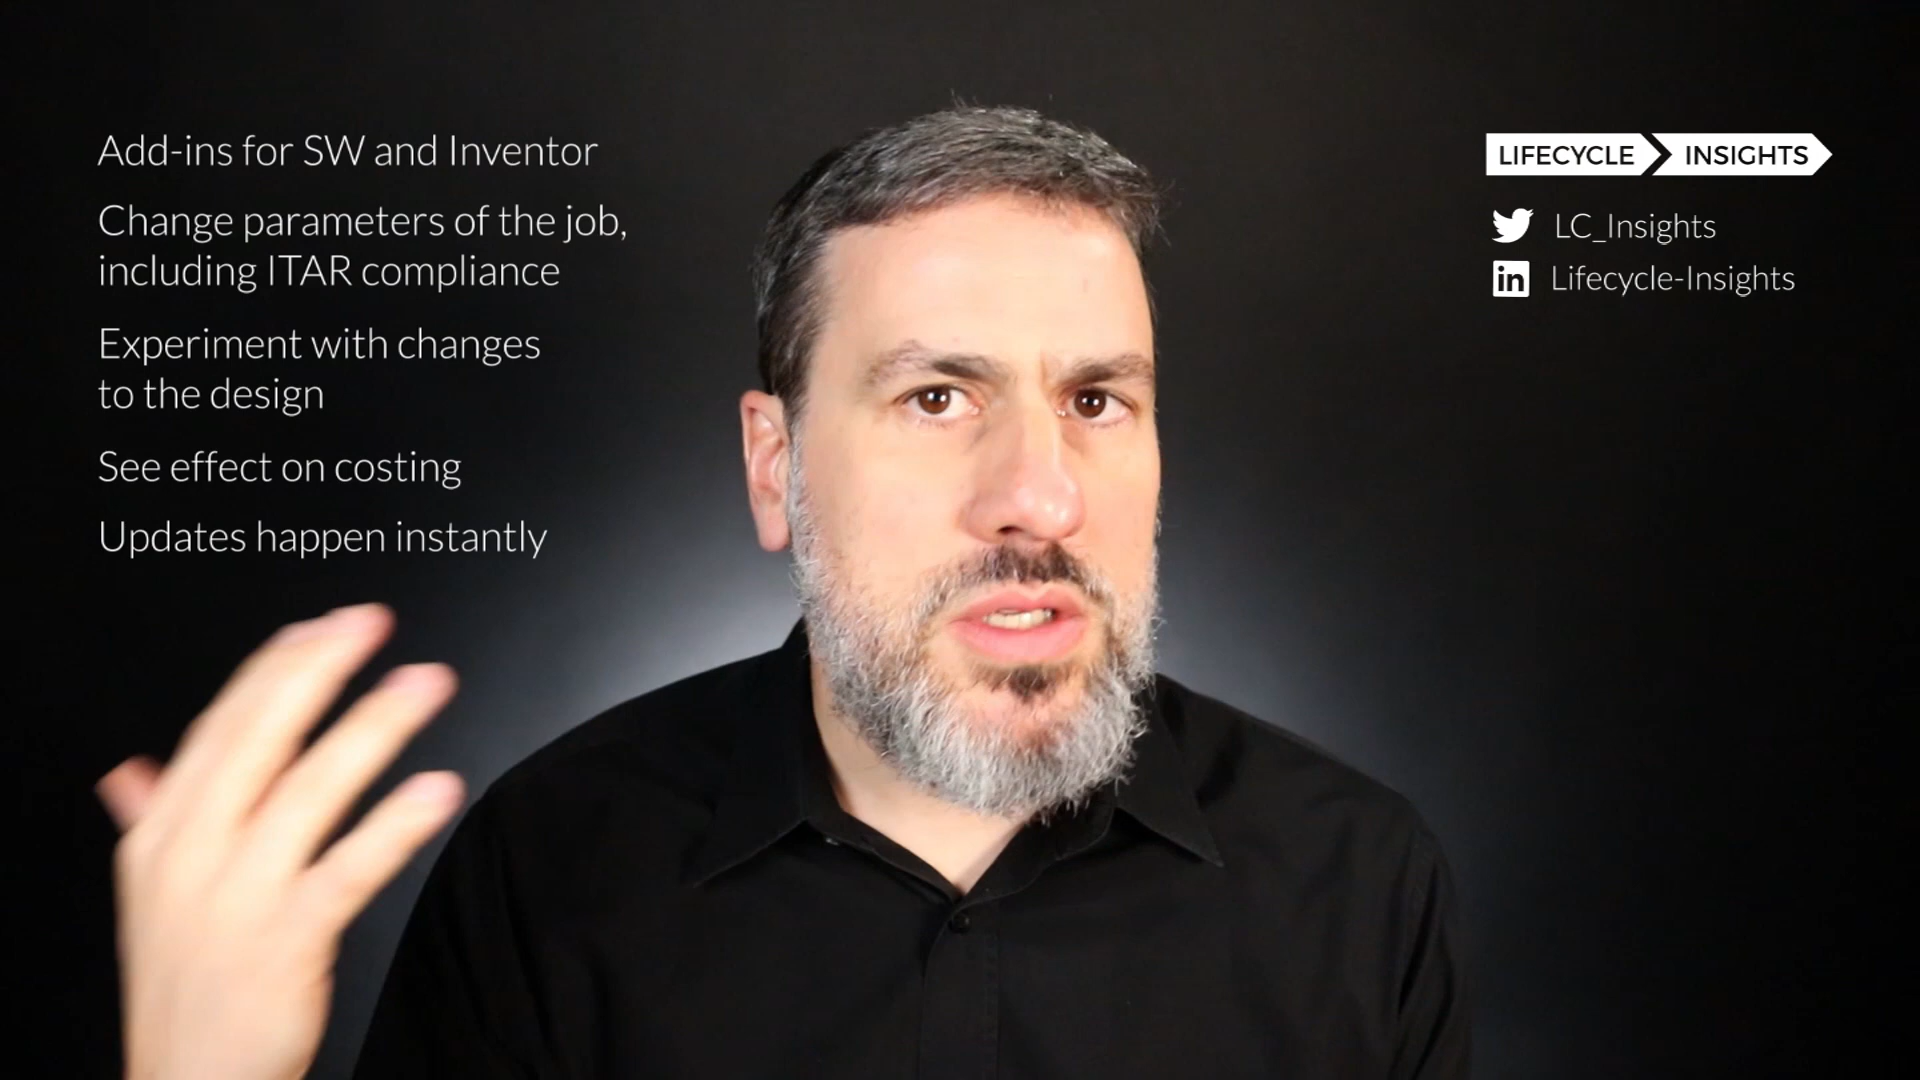 Add-ins for SW and Inventor
Change parameters of the job,
including ITAR compliance
Experiment with changes
to the design
See effect on costing
Updates happen instantly
LIFECYCLE INSIGHTS
LC_Insights
in Lifecycle-Insights